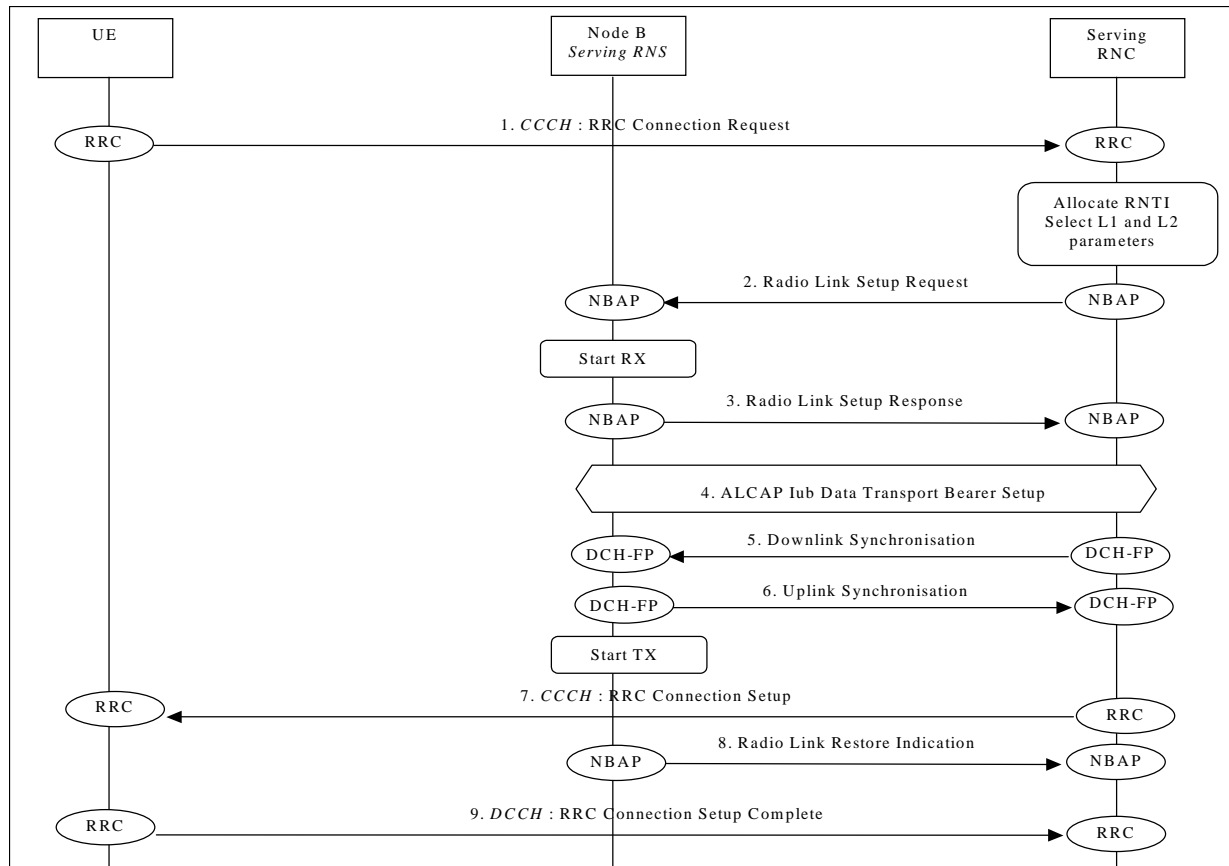 UE
Node B
Serving RNS
Serving
RNC
1. CCCH : RRC Connection Request
RRC
RRC
Allocate RNTI
Select L1 and L2
parameters
2. Radio Link Setup Request
NBAP
NBAP
Start RX
3. Radio Link Setup Response
NBAP
NBAP
4. ALCAP Iub Data Transport Bearer Setup
5. Downlink Synchronisation
DCH-FP
DCH-FP
6. Uplink Synchronisation
DCH-FP
DCH-FP
Start TX
7. CCCH : RRC Connection Setup
RRC
RRC
8. Radio Link Restore Indication
NBAP
NBAP
9. DCCH : RRC Connection Setup Complete
RRC
RRC